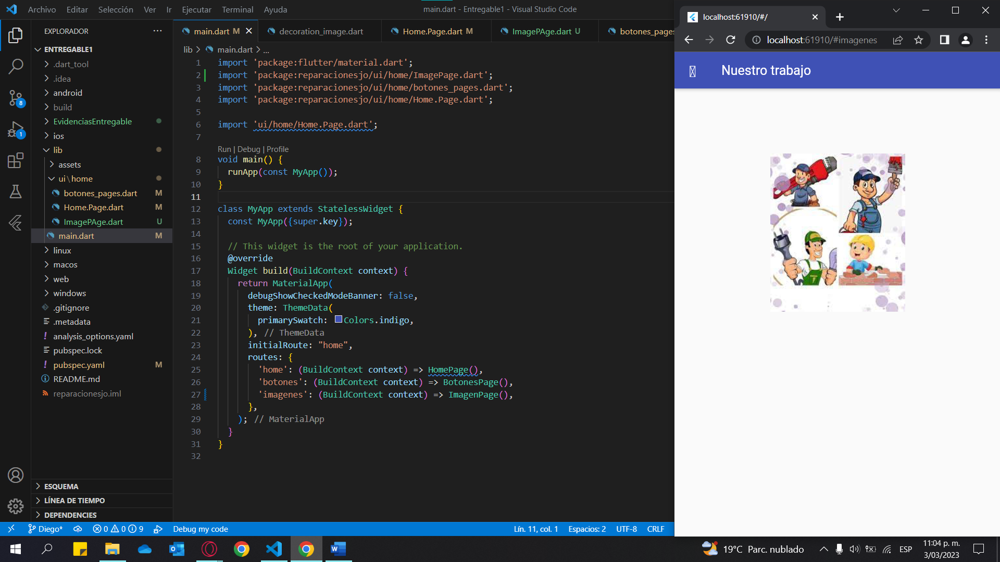 Archivo Editar Selección Ver Ir Ejecutar Terminal Ayuda
main.dart - Entregable1 - Visual Studio Code
EXPLORADOR
ENTREGABLE1
.dart_tool
.idea
android
build
EvidenciasEntregable
ios
lib
assets
ui\home
botones_pages.dart M
Home.Page.dart M
ImagePAge.dart U
main.dart M
linux
macos
web
windows
.gitignore
.metadata
analysis_options.yaml
pubspec.lock
pubspec.yaml M
README.md
reparacionesjo.iml
ESQUEMA
LÍNEA DE TIEMPO
DEPENDENCIES
8
1
main.dart M decoration_image.dart Home.Page.dart M ImagePAge.dart U botones_pages
lib > main.dart > ...
1 import 'package:flutter/material.dart';
2 import 'package:reparacionesjo/ui/home/ImagePage.dart';
3 import 'package:reparacionesjo/ui/home/botones_pages.dart';
4 import 'package:reparacionesjo/ui/home/Home.Page.dart';
5
6 import 'ui/home/Home.Page.dart';
7
Run | Debug | Profile
8 void main() {
9 runApp(const MyApp());
10 }
11
12 class MyApp extends StatelessWidget {
13 const MyApp({super.key});
14
15 // This widget is the root of your application.
16 @override
17 Widget build(BuildContext context) {
18 return MaterialApp(
19 debugShowCheckedModeBanner: false,
20 theme: ThemeData(
21 primarySwatch: Colors.indigo,
22 ), // ThemeData
23 initialRoute: "home",
24 routes: {
25 'home': (BuildContext context) => HomePage(),
26 'botones': (BuildContext context) => BotonesPage(),
27 'imagenes': (BuildContext context) => ImagenPage(),
28 },
29 ); // MaterialApp
30 }
31 }
32
Diego* 0 0 9 Debug my code
Lín. 11, col. 1 Espacios: 2 UTF-8 CRLF
localhost:61910/#/
localhost:61910/#imagenes
Nuestro trabajo
19°C Parc. nublado ESP 11:04 p. m.
3/03/2023